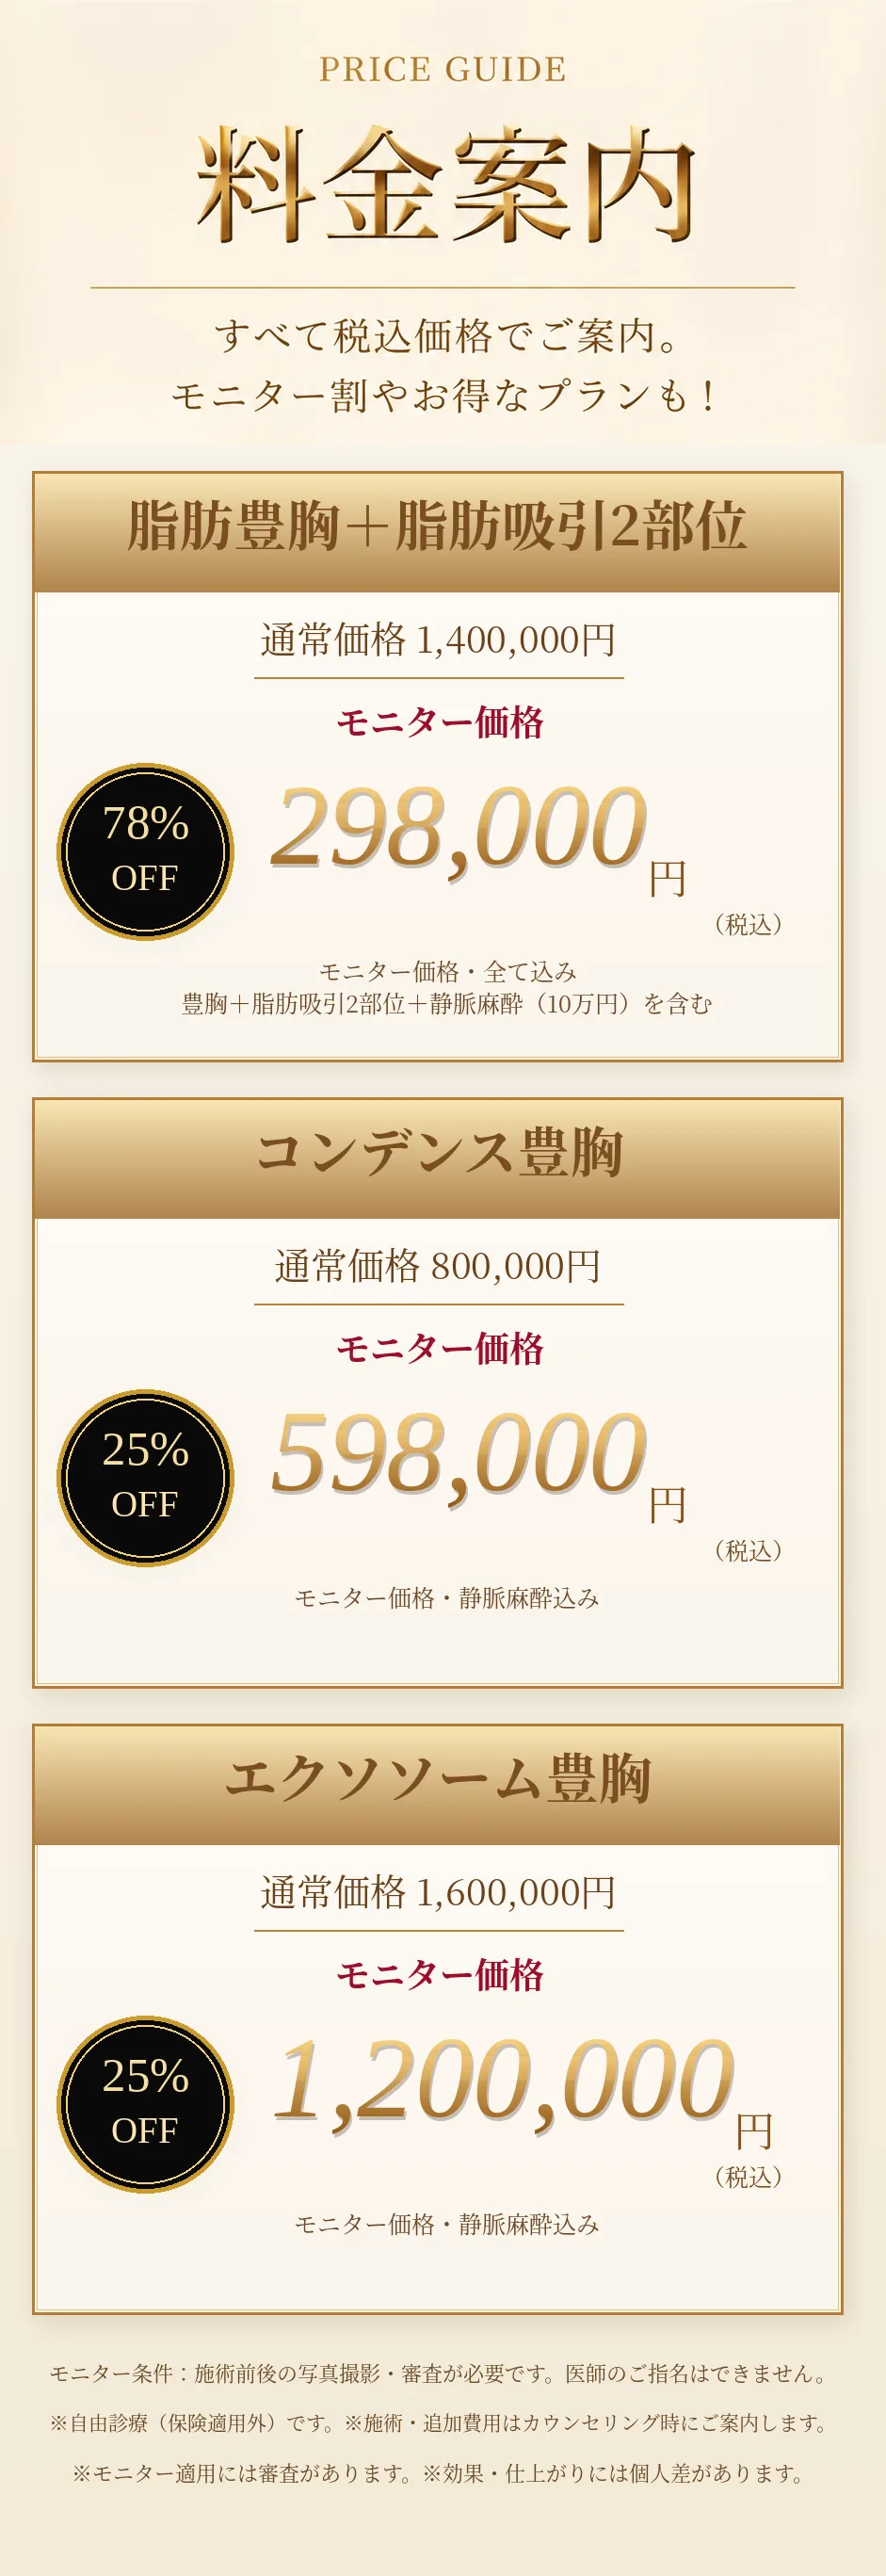 PRICE GUIDE
料金案内
すべて税込価格でご案内。
モニター割やお得なプランも！
脂肪豊胸＋脂肪吸引2部位
通常価格 1,400,000円
モニター価格
78%
OFF
298,000円
（税込）
モニター価格・全て込み
豊胸＋脂肪吸引2部位＋静脈麻酔（10万円）を含む
コンデンス豊胸
通常価格 800,000円
モニター価格
25%
OFF
598,000円
（税込）
モニター価格・静脈麻酔込み
エクソソーム豊胸
通常価格 1,600,000円
モニター価格
25%
OFF
1,200,000円
（税込）
モニター価格・静脈麻酔込み
モニター条件：施術前後の写真撮影・審査が必要です。医師のご指名はできません。
※自由診療（保険適用外）です。※施術・追加費用はカウンセリング時にご案内します。
※モニター適用には審査があります。※効果・仕上がりには個人差があります。